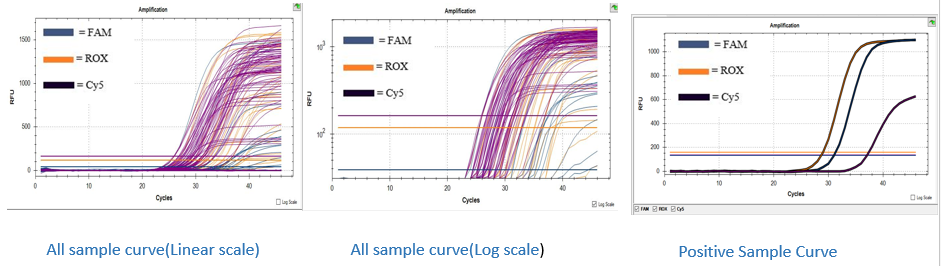 Amplification
1500
1000
500
0
RFU
= FAM
= ROX
= Cy5
0 10 20 30 40
Cycles
Log Scale
All sample curve(Linear scale)
Amplification
10³
10²
RFU
= FAM
= ROX
= Cy5
0 10 20 30 40
Cycles
Log Scale
All sample curve(Log scale)
Amplification
1000
800
600
400
200
0
RFU
= FAM
= ROX
= Cy5
0 10 20 30 40
Cycles
Log Scale
FAM ROX Cy5
Positive Sample Curve